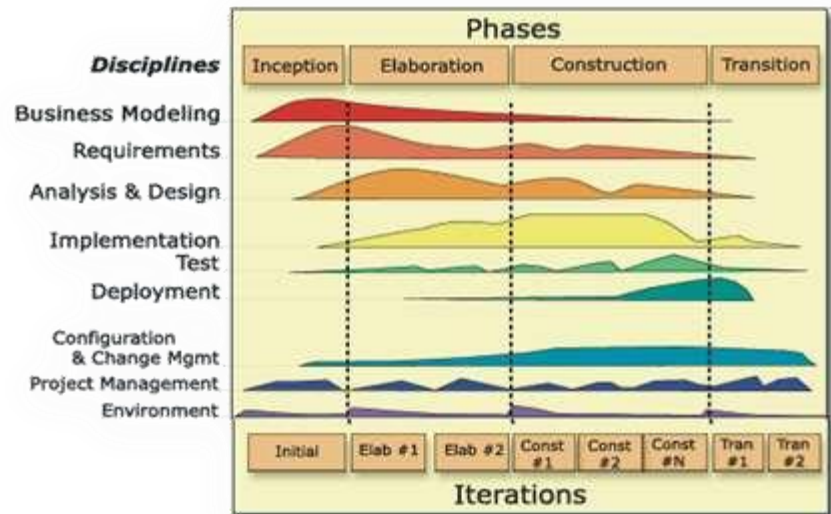 Phases
Disciplines
Inception
Elaboration
Construction
Transition
Business Modeling
Requirements
Analysis & Design
Implementation
Test
Deployment
Configuration
& Change Mgmt
Project Management
Environment
Initial
Elab #1
Elab #2
Const
#1
Const
#2
Const
#N
Tran
#1
Tran
#2
Iterations